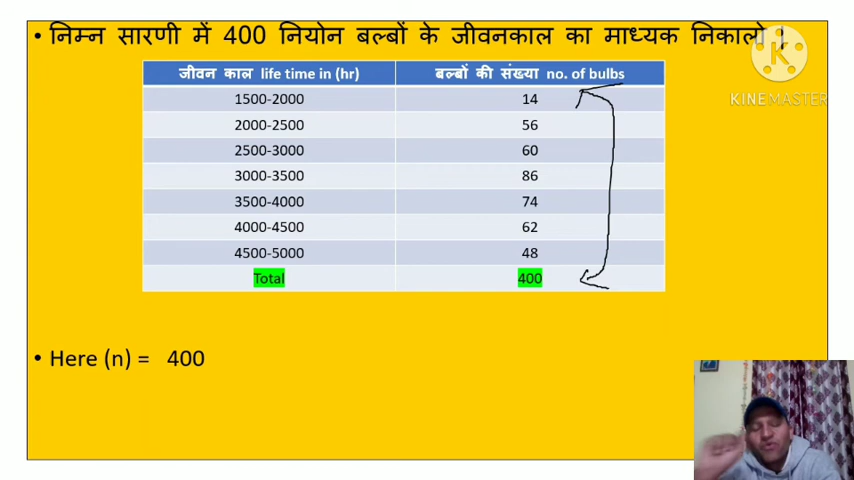 • निम्न सारणी में 400 नियोन बल्बों के जीवनकाल का माध्यक निकालो |
KINEMASTER
जीवन काल life time in (hr) बल्बों की संख्या no. of bulbs
1500-2000 14
2000-2500 56
2500-3000 60
3000-3500 86
3500-4000 74
4000-4500 62
4500-5000 48
Total 400
• Here (n) = 400